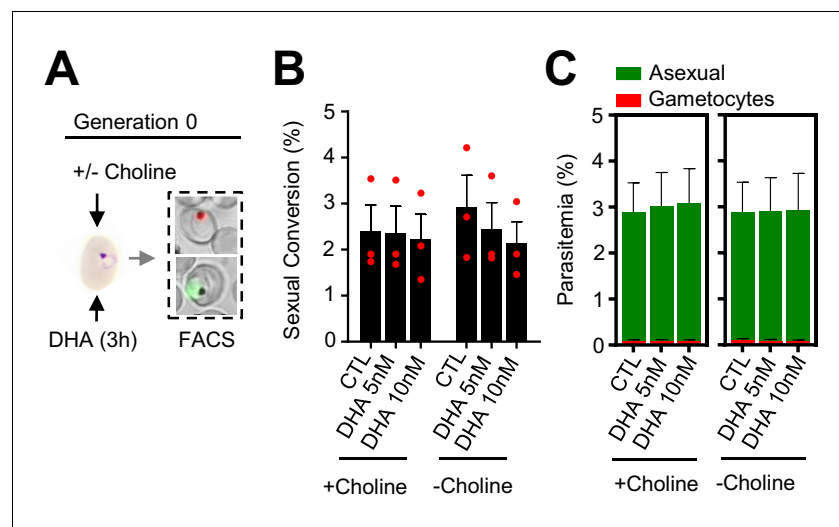 A
Generation 0
+/- Choline
DHA (3h)
FACS
B
Sexual Conversion (%)
5
4
3
2
1
0
CTL
DHA 5nM
DHA 10nM
CTL
DHA 5nM
DHA 10nM
+Choline
-Choline
C
Asexual
Gametocytes
Parasitemia (%)
5
4
3
2
1
0
CTL
DHA 5nM
DHA 10nM
CTL
DHA 5nM
DHA 10nM
+Choline
-Choline